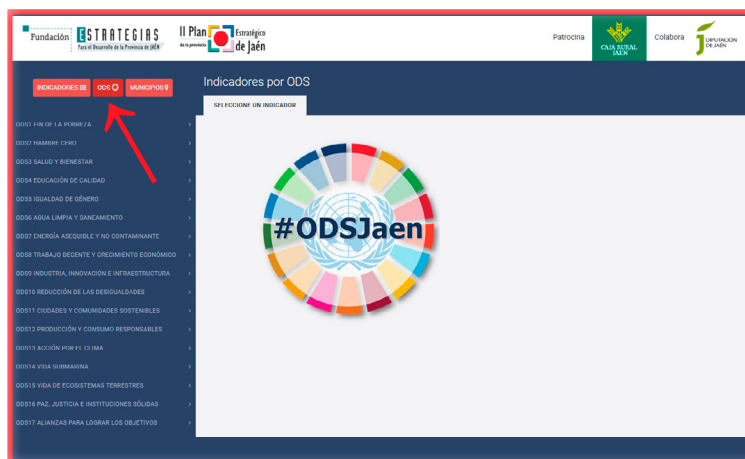 Fundación ESTRATEGIAS
Para el Desarrollo de la Provincia de JAÉN
II Plan Estratégico
de la provincia de Jaén
Patrocina
CAJA RURAL
JAÉN
Colabora
DIPUTACIÓN
DE JAÉN
INDICADORES ODS MUNICIPIOS
Indicadores por ODS
SELECCIONE UN INDICADOR
ODS1 FIN DE LA POBREZA
ODS2 HAMBRE CERO
ODS3 SALUD Y BIENESTAR
ODS4 EDUCACIÓN DE CALIDAD
ODS5 IGUALDAD DE GÉNERO
ODS6 AGUA LIMPIA Y SANEAMIENTO
ODS7 ENERGÍA ASEQUIBLE Y NO CONTAMINANTE
ODS8 TRABAJO DECENTE Y CRECIMIENTO ECONÓMICO
ODS9 INDUSTRIA, INNOVACIÓN E INFRAESTRUCTURA
ODS10 REDUCCIÓN DE LAS DESIGUALDADES
ODS11 CIUDADES Y COMUNIDADES SOSTENIBLES
ODS12 PRODUCCIÓN Y CONSUMO RESPONSABLES
ODS13 ACCIÓN POR EL CLIMA
ODS14 VIDA SUBMARINA
ODS15 VIDA DE ECOSISTEMAS TERRESTRES
ODS16 PAZ, JUSTICIA E INSTITUCIONES SÓLIDAS
ODS17 ALIANZAS PARA LOGRAR LOS OBJETIVOS
#ODSJaen